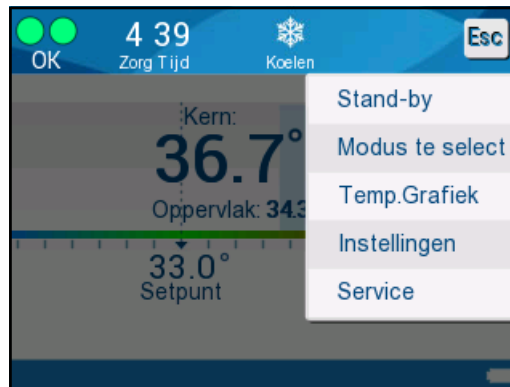 4 39
Esc
OK
Zorg Tijd
Koelen
Kern:
36.7°
Oppervlak: 34.3
33.0°
Setpunt
Stand-by
Modus te select
Temp.Grafiek
Instellingen
Service